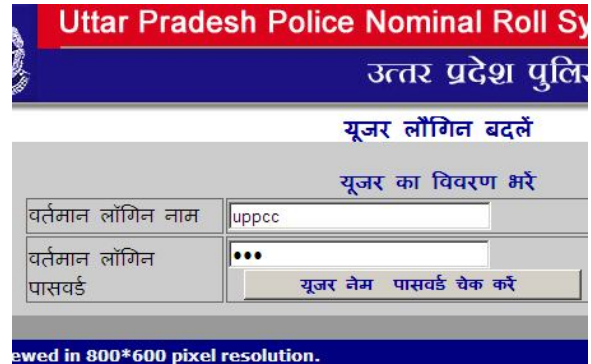 Uttar Pradesh Police Nominal Roll Sy
उत्तर प्रदेश पुलि
यूजर लौगिन बदलें
यूजर का विवरण भरें
वर्तमान लॉगिन नाम uppcc
वर्तमान लॉगिन
पासवर्ड
यूजर नेम पासवर्ड चेक करें
ewed in 800*600 pixel resolution.